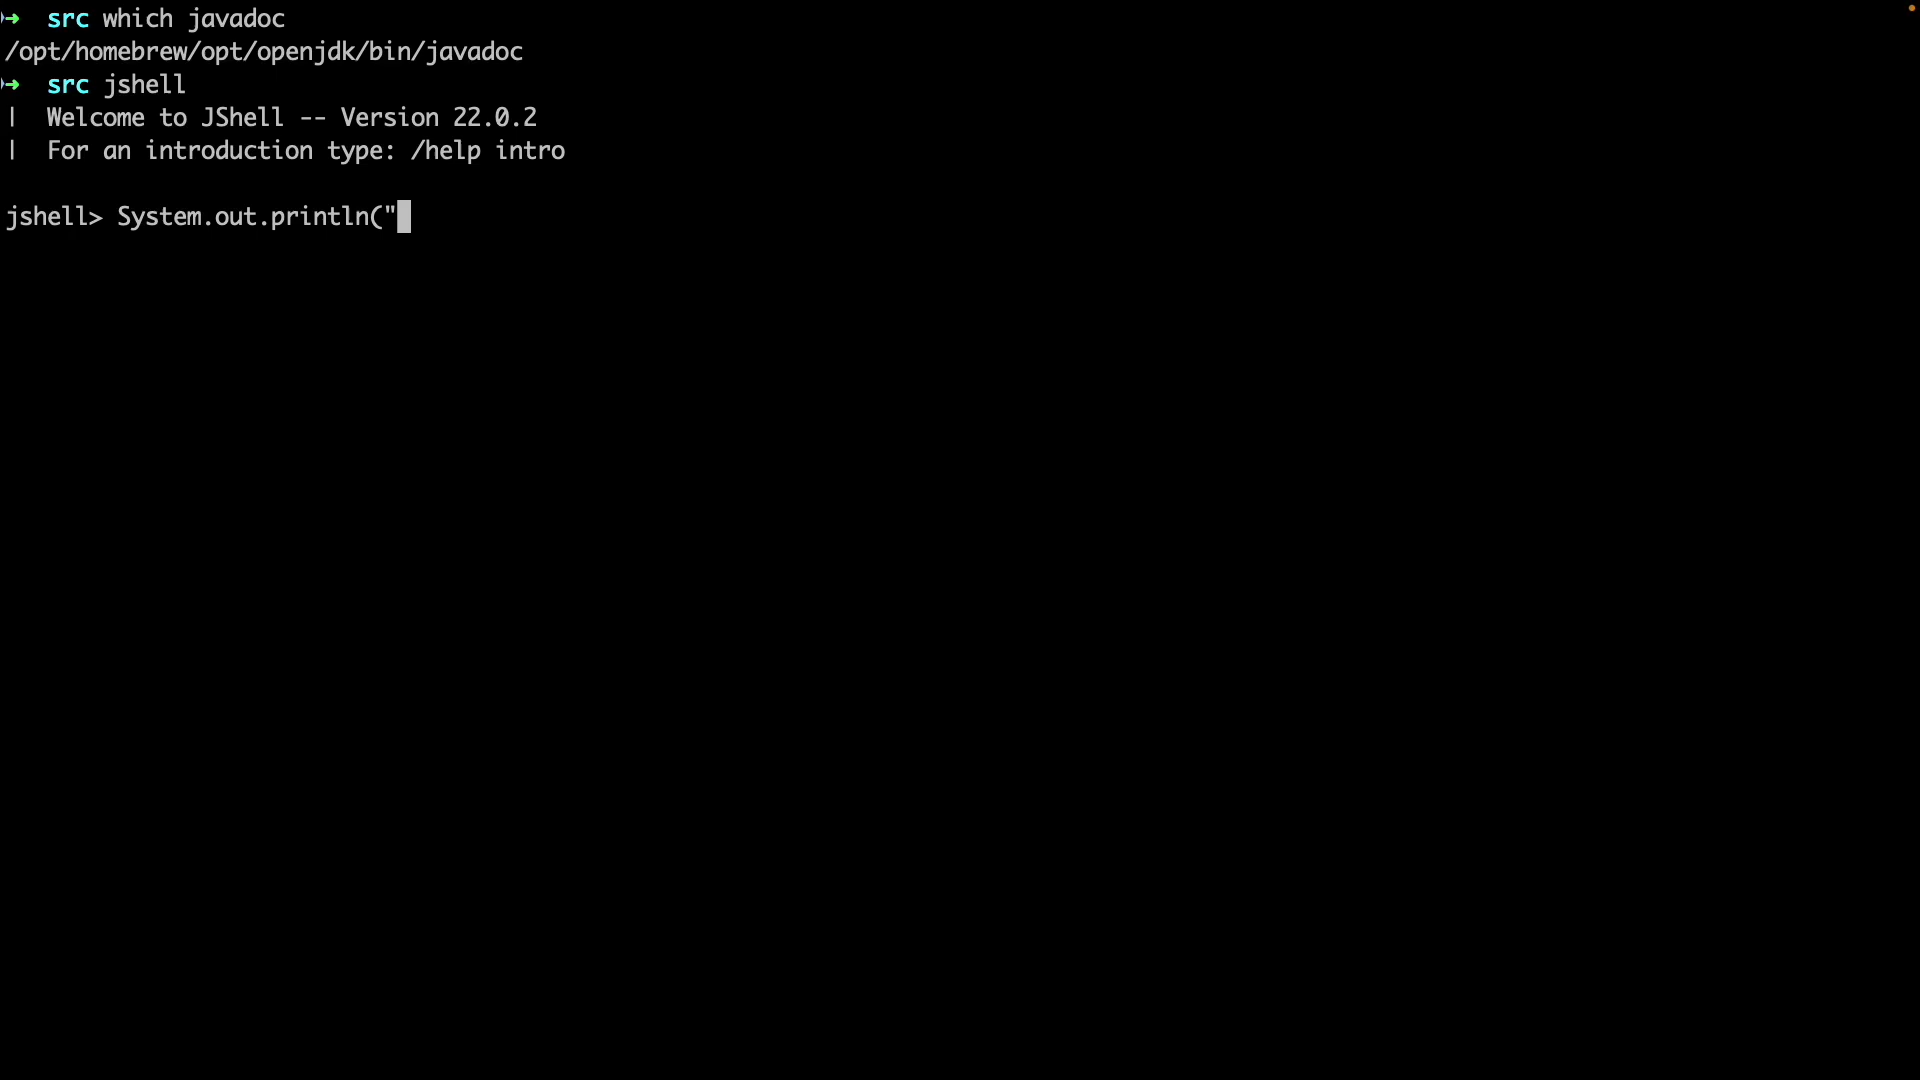 ➜  src which javadoc
/opt/homebrew/opt/openjdk/bin/javadoc
➜  src jshell
|  Welcome to JShell -- Version 22.0.2
|  For an introduction type: /help intro
jshell> System.out.println("